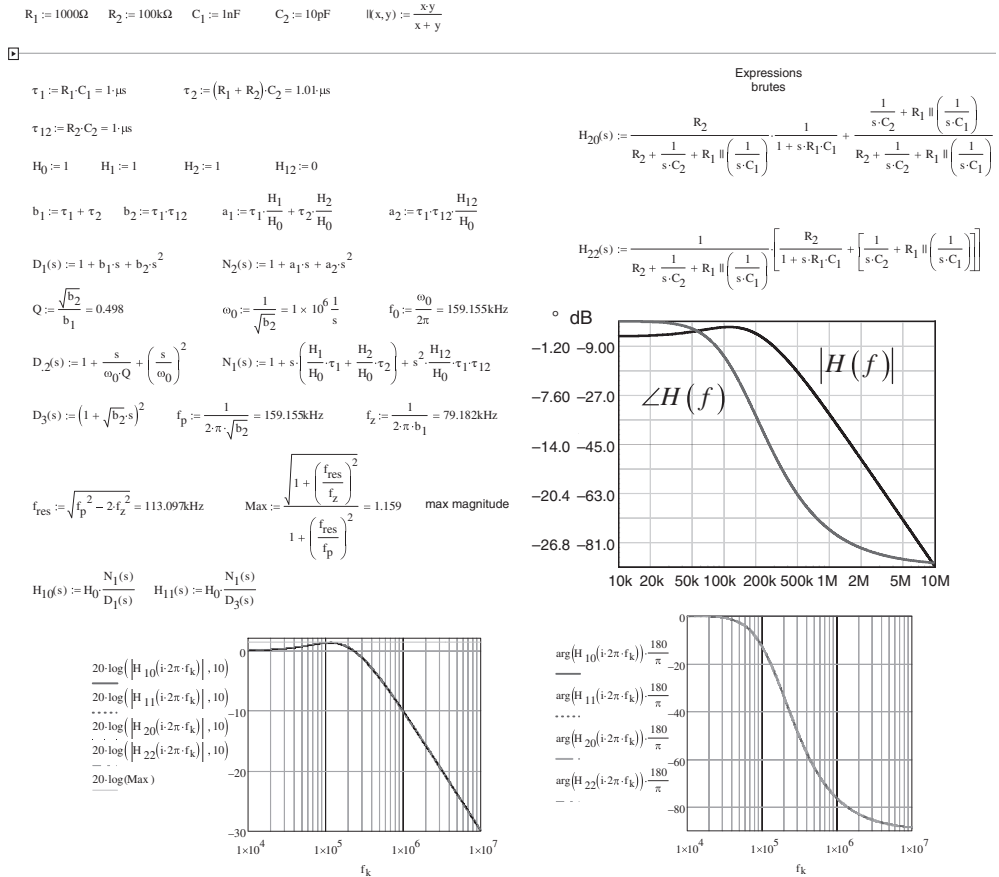 R1 := 1000Ω R2 := 100kΩ C1 := 1nF C2 := 10pF ||(x,y) := x·y / (x + y)
τ1 := R1·C1 = 1·μs τ2 := (R1 + R2)·C2 = 1.01·μs
τ12 := R2·C2 = 1·μs
H0 := 1 H1 := 1 H2 := 1 H12 := 0
b1 := τ1 + τ2 b2 := τ1·τ12 a1 := τ1·H1/H0 + τ2·H2/H0 a2 := τ1·τ12·H12/H0
D1(s) := 1 + b1·s + b2·s^2 N2(s) := 1 + a1·s + a2·s^2
Q := √b2 / b1 = 0.498 ω0 := 1/√b2 = 1 × 10^6 1/s f0 := ω0/2π = 159.155kHz
D.2(s) := 1 + s/(ω0·Q) + (s/ω0)^2 N1(s) := 1 + s·(H1/H0·τ1 + H2/H0·τ2) + s^2·H12/H0·τ1·τ12
D3(s) := (1 + √b2·s)^2 fp := 1/(2·π·√b2) = 159.155kHz fz := 1/(2·π·b1) = 79.182kHz
fres := √(fp^2 − 2·fz^2) = 113.097kHz Max := √(1 + (fres/fz)^2) / (1 + (fres/fp)^2) = 1.159 max magnitude
H10(s) := H0·N1(s)/D1(s) H11(s) := H0·N1(s)/D3(s)
Expressions
brutes
H20(s) := R2 / (R2 + 1/(s·C2) + R1 || (1/(s·C1))) · 1/(1 + s·R1·C1) + (1/(s·C2) + R1 || (1/(s·C1))) / (R2 + 1/(s·C2) + R1 || (1/(s·C1)))
H22(s) := 1 / (R2 + 1/(s·C2) + R1 || (1/(s·C1))) · [R2/(1 + s·R1·C1) + [1/(s·C2) + R1 || (1/(s·C1))]]
° dB
-1.20 -9.00
-7.60 -27.0
-14.0 -45.0
-20.4 -63.0
-26.8 -81.0
|H(f)|
∠H(f)
10k 20k 50k 100k 200k 500k 1M 2M 5M 10M
20·log(|H10(i·2π·fk)|, 10)
20·log(|H11(i·2π·fk)|, 10)
20·log(|H20(i·2π·fk)|, 10)
20·log(|H22(i·2π·fk)|, 10)
20·log(Max)
0
−10
−20
−30
1×10^4 1×10^5 1×10^6 1×10^7
fk
arg(H10(i·2π·fk))·180/π
arg(H11(i·2π·fk))·180/π
arg(H20(i·2π·fk))·180/π
arg(H22(i·2π·fk))·180/π
0
−20
−40
−60
−80
1×10^4 1×10^5 1×10^6 1×10^7
fk